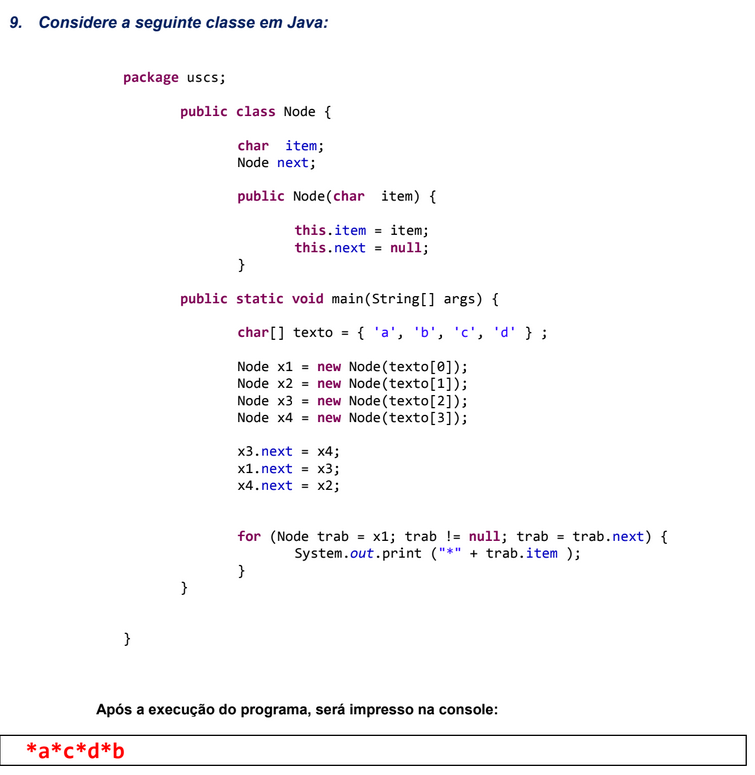 9. Considere a seguinte classe em Java:
package uscs;
public class Node {
char item;
Node next;
public Node(char item) {
this.item = item;
this.next = null;
}
public static void main(String[] args) {
char[] texto = { 'a', 'b', 'c', 'd' } ;
Node x1 = new Node(texto[0]);
Node x2 = new Node(texto[1]);
Node x3 = new Node(texto[2]);
Node x4 = new Node(texto[3]);
x3.next = x4;
x1.next = x3;
x4.next = x2;
for (Node trab = x1; trab != null; trab = trab.next) {
System.out.print ("*" + trab.item );
}
}
}
Após a execução do programa, será impresso na console:
*a*c*d*b